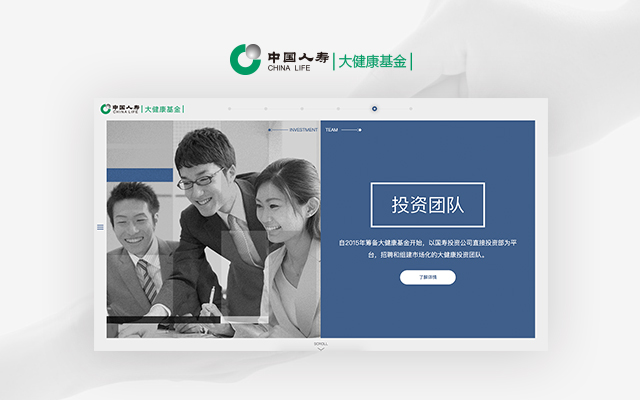 中国人寿
CHINA LIFE
大健康基金
中国人寿
CHINA LIFE
大健康基金
INVESTMENT
TEAM
投资团队
自2015年筹备大健康基金开始，以国寿投资公司直接投资部为平
台，招聘和组建市场化的大健康投资团队。
了解详情
SCROLL